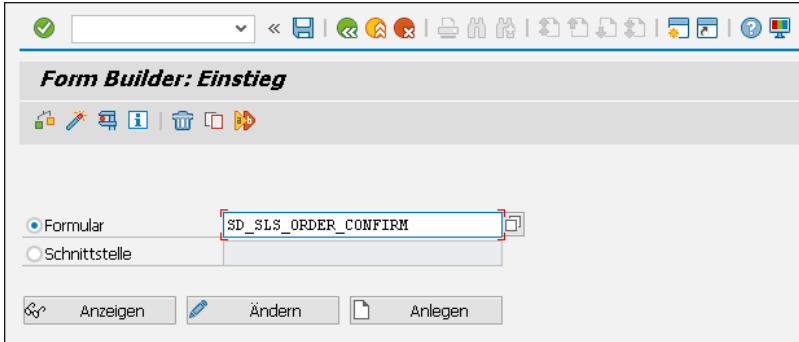 Form Builder: Einstieg
Formular SD_SLS_ORDER_CONFIRM
Schnittstelle
Anzeigen Ändern Anlegen